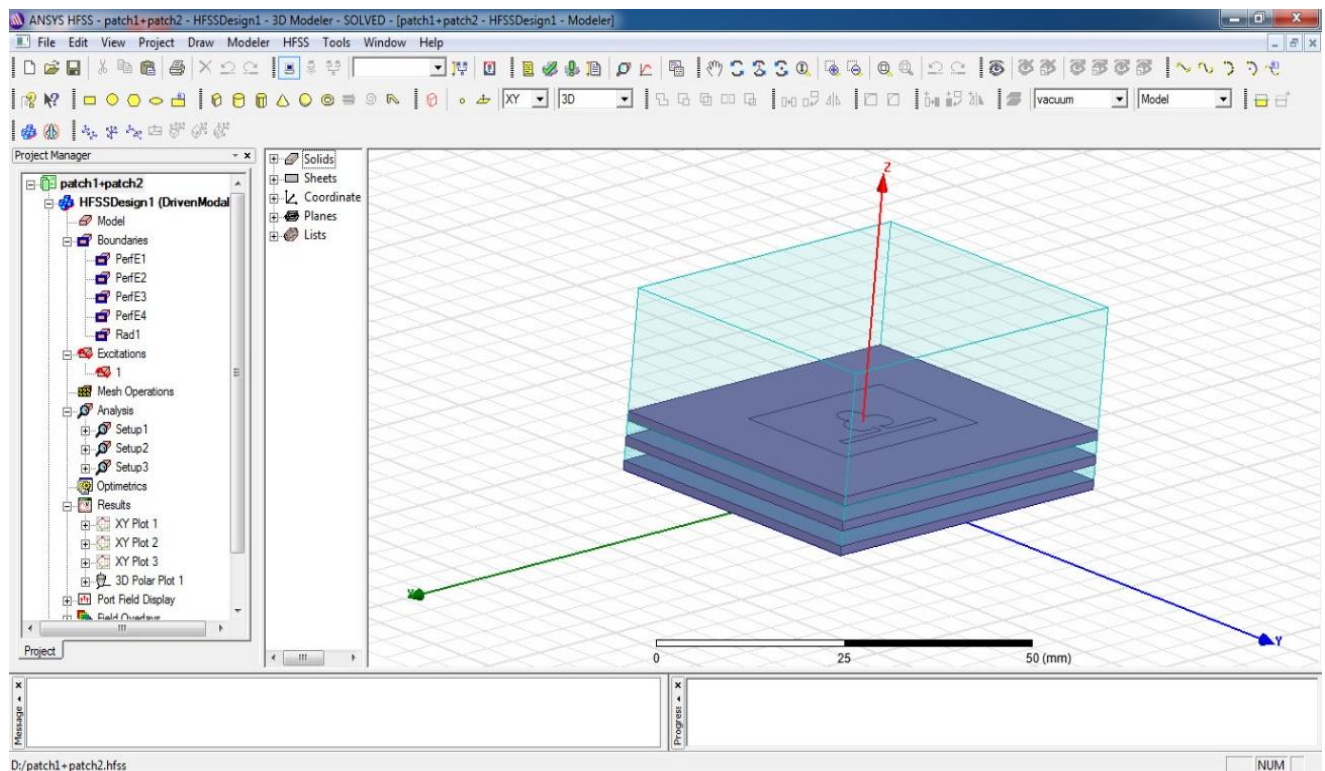 ANSYS HFSS - patch1+patch2 - HFSSDesign1 - 3D Modeler - SOLVED - [patch1+patch2 - HFSSDesign1 - Modeler]
File Edit View Project Draw Modeler HFSS Tools Window Help
XY 3D vacuum Model
Project Manager
patch1+patch2
HFSSDesign1 (DrivenModal
Model
Boundaries
PerfE1
PerfE2
PerfE3
PerfE4
Rad1
Excitations
1
Mesh Operations
Analysis
Setup1
Setup2
Setup3
Optimetrics
Results
XY Plot 1
XY Plot 2
XY Plot 3
3D Polar Plot 1
Port Field Display
Field Overlays
Project
Solids
Sheets
Coordinate
Planes
Lists
Z
X
Y
0 25 50 (mm)
Message
Progress
D:/patch1+patch2.hfss
NUM